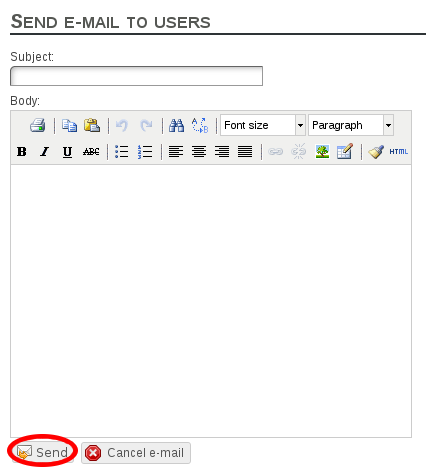 Send e-mail to users
Subject:
Body:
Font size Paragraph
B I U ABC HTML
Send Cancel e-mail